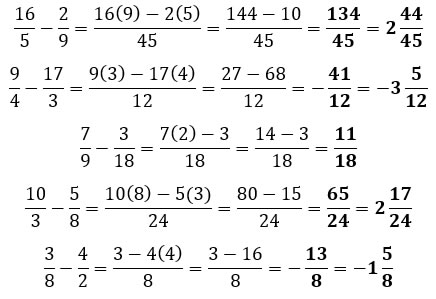 16/5 − 2/9 = (16(9) − 2(5))/45 = (144 − 10)/45 = 134/45 = 2 44/45
9/4 − 17/3 = (9(3) − 17(4))/12 = (27 − 68)/12 = −41/12 = −3 5/12
7/9 − 3/18 = (7(2) − 3)/18 = (14 − 3)/18 = 11/18
10/3 − 5/8 = (10(8) − 5(3))/24 = (80 − 15)/24 = 65/24 = 2 17/24
3/8 − 4/2 = (3 − 4(4))/8 = (3 − 16)/8 = −13/8 = −1 5/8